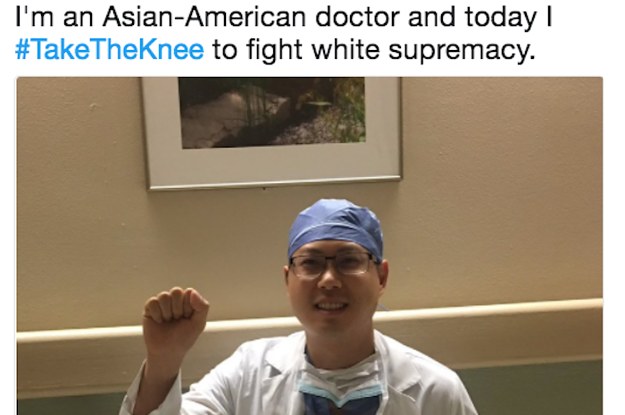 I'm an Asian-American doctor and today I
#TakeTheKnee to fight white supremacy.